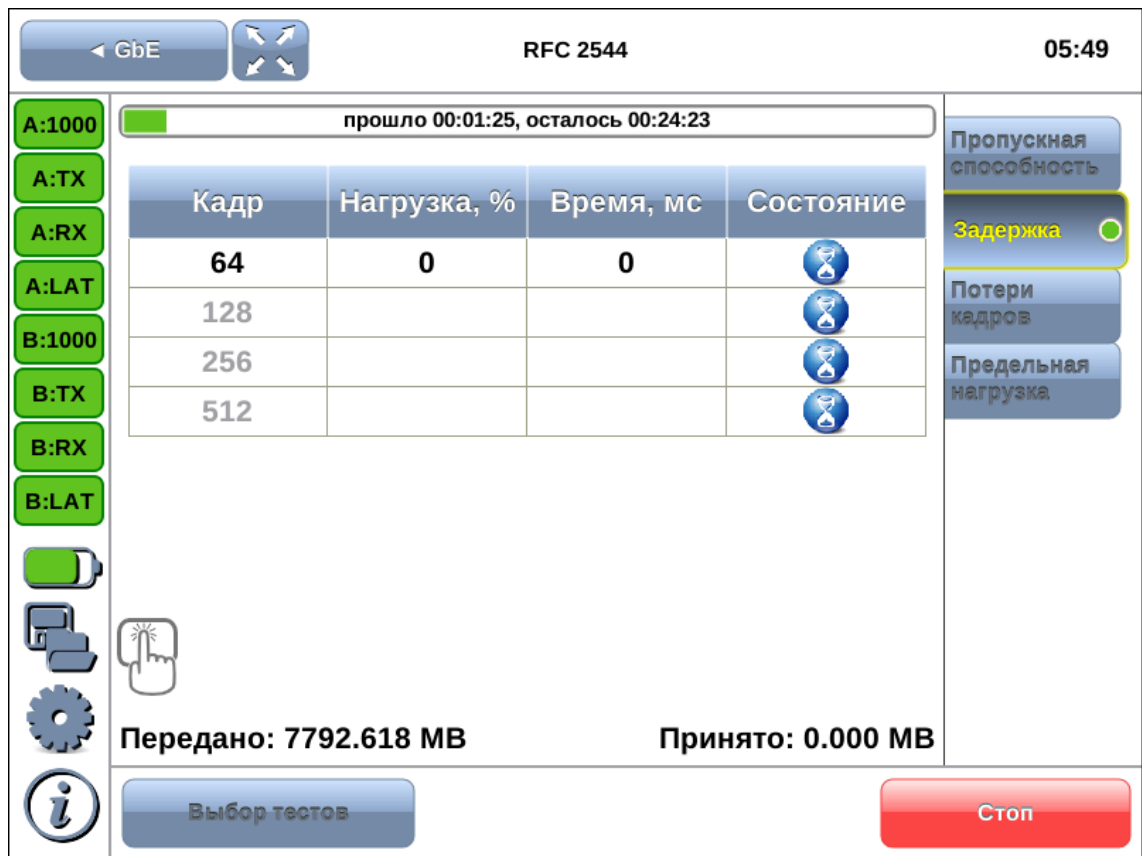 ◄ GbE
RFC 2544
05:49
A:1000
A:TX
A:RX
A:LAT
B:1000
B:TX
B:RX
B:LAT
прошло 00:01:25, осталось 00:24:23
Кадр Нагрузка, % Время, мс Состояние
64 0 0
128
256
512
Пропускная
способность
Задержка
Потери
кадров
Предельная
нагрузка
Передано: 7792.618 MB Принято: 0.000 MB
i
Выбор тестов
Стоп